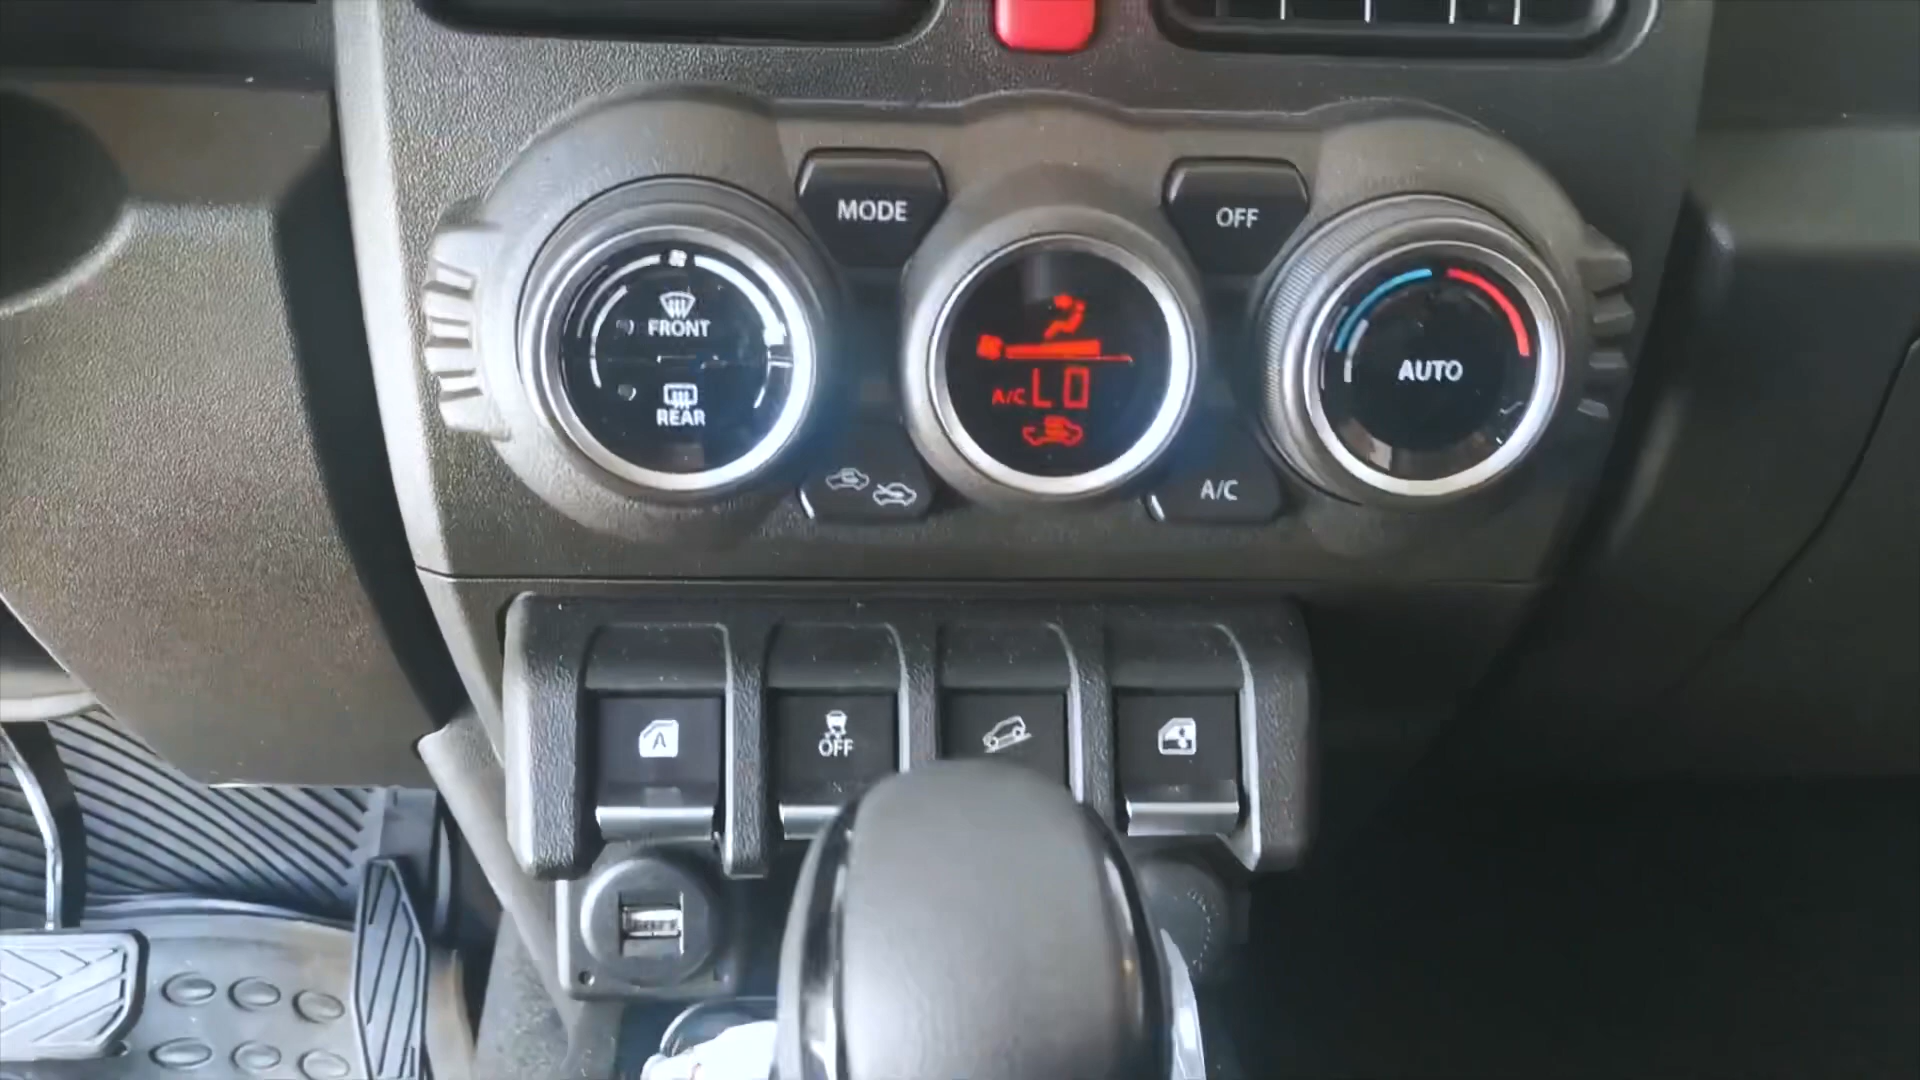 MODE
OFF
FRONT
REAR
A/C LO
AUTO
A/C
A
OFF